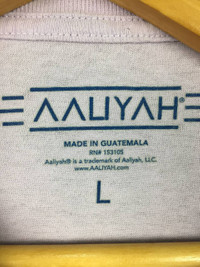 AALIYAH®
MADE IN GUATEMALA
RN# 153105
Aaliyah® is a trademark of Aaliyah, LLC.
www.AALIYAH.com
L